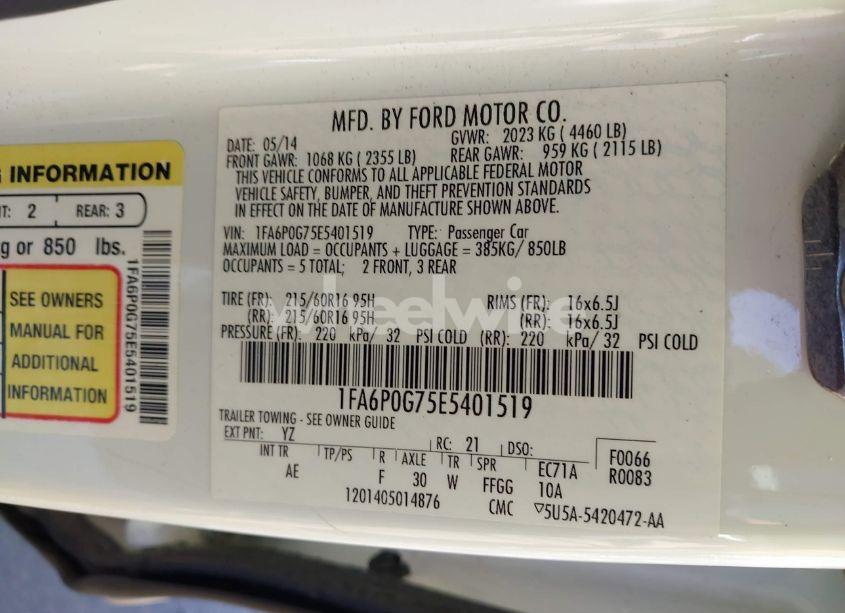 MFD. BY FORD MOTOR CO.
DATE: 05/14 GVWR: 2023 KG ( 4460 LB)
FRONT GAWR: 1068 KG ( 2355 LB) REAR GAWR: 959 KG ( 2115 LB)
THIS VEHICLE CONFORMS TO ALL APPLICABLE FEDERAL MOTOR
VEHICLE SAFETY, BUMPER, AND THEFT PREVENTION STANDARDS
IN EFFECT ON THE DATE OF MANUFACTURE SHOWN ABOVE.
VIN: 1FA6P0G75E5401519 TYPE: Passenger Car
MAXIMUM LOAD = OCCUPANTS + LUGGAGE = 385KG/ 850LB
OCCUPANTS = 5 TOTAL; 2 FRONT, 3 REAR
TIRE (FR): 215/60R16 95H RIMS (FR): 16x6.5J
(RR): 215/60R16 95H (RR): 16x6.5J
PRESSURE (FR): 220 kPa/ 32 PSI COLD (RR): 220 kPa/ 32 PSI COLD
1FA6P0G75E5401519
TRAILER TOWING - SEE OWNER GUIDE
EXT PNT: YZ RC: 21 DSO: F0066
R0083
INT TR TP/PS R AXLE TR SPR EC71A
AE F 30 W FFGG 10A
1201405014876 CMC 5U5A-5420472-AA
INFORMATION
2 REAR: 3
g or 850 lbs.
SEE OWNERS
MANUAL FOR
ADDITIONAL
INFORMATION
1FA6P0G75E5401519
wheelwire